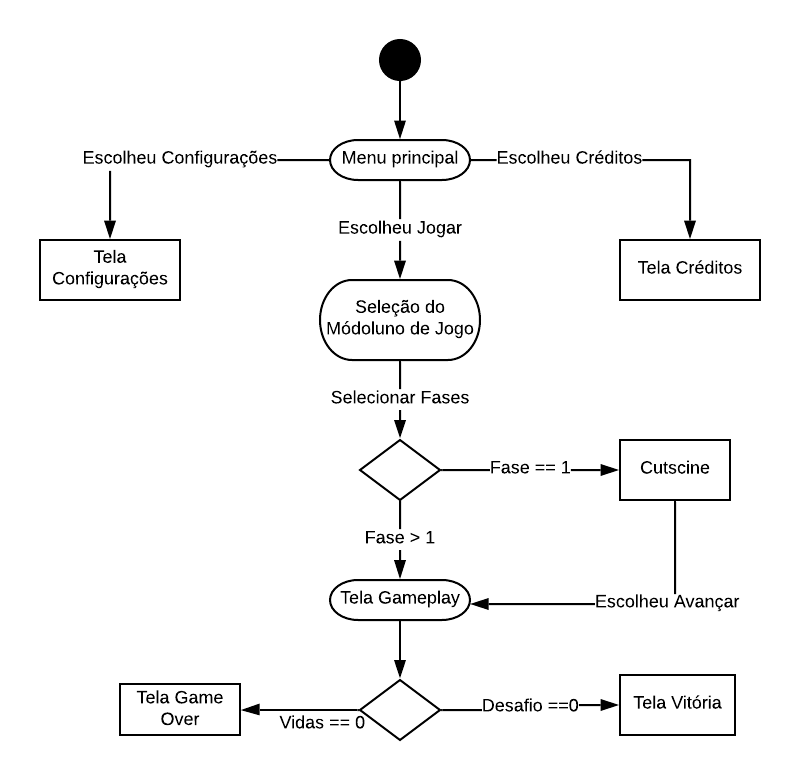 Menu principal
Escolheu Configurações
Escolheu Créditos
Escolheu Jogar
Tela
Configurações
Tela Créditos
Seleção do
Módoluno de Jogo
Selecionar Fases
Fase == 1
Cutscine
Fase > 1
Tela Gameplay
Escolheu Avançar
Tela Game
Over
Vidas == 0
Desafio ==0
Tela Vitória